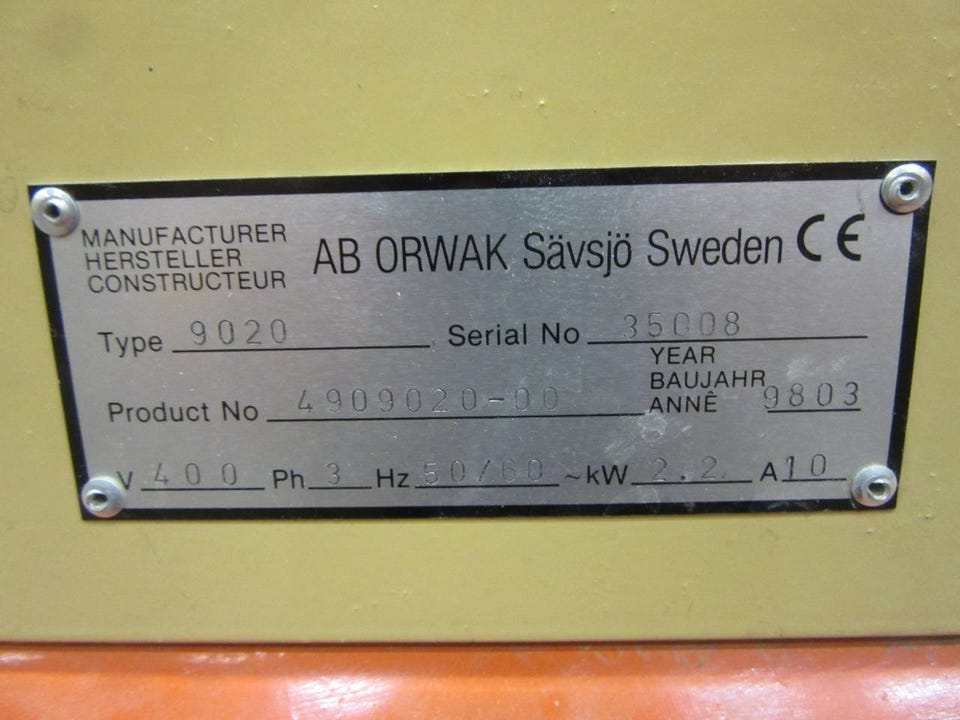 MANUFACTURER
HERSTELLER
CONSTRUCTEUR
AB ORWAK Sävsjö Sweden CE
Type 9020 Serial No 35008
Product No 4909020-00
YEAR
BAUJAHR
ANNÊ 9803
V 400 Ph 3 Hz 50/60 ~kW 2.2 A 10